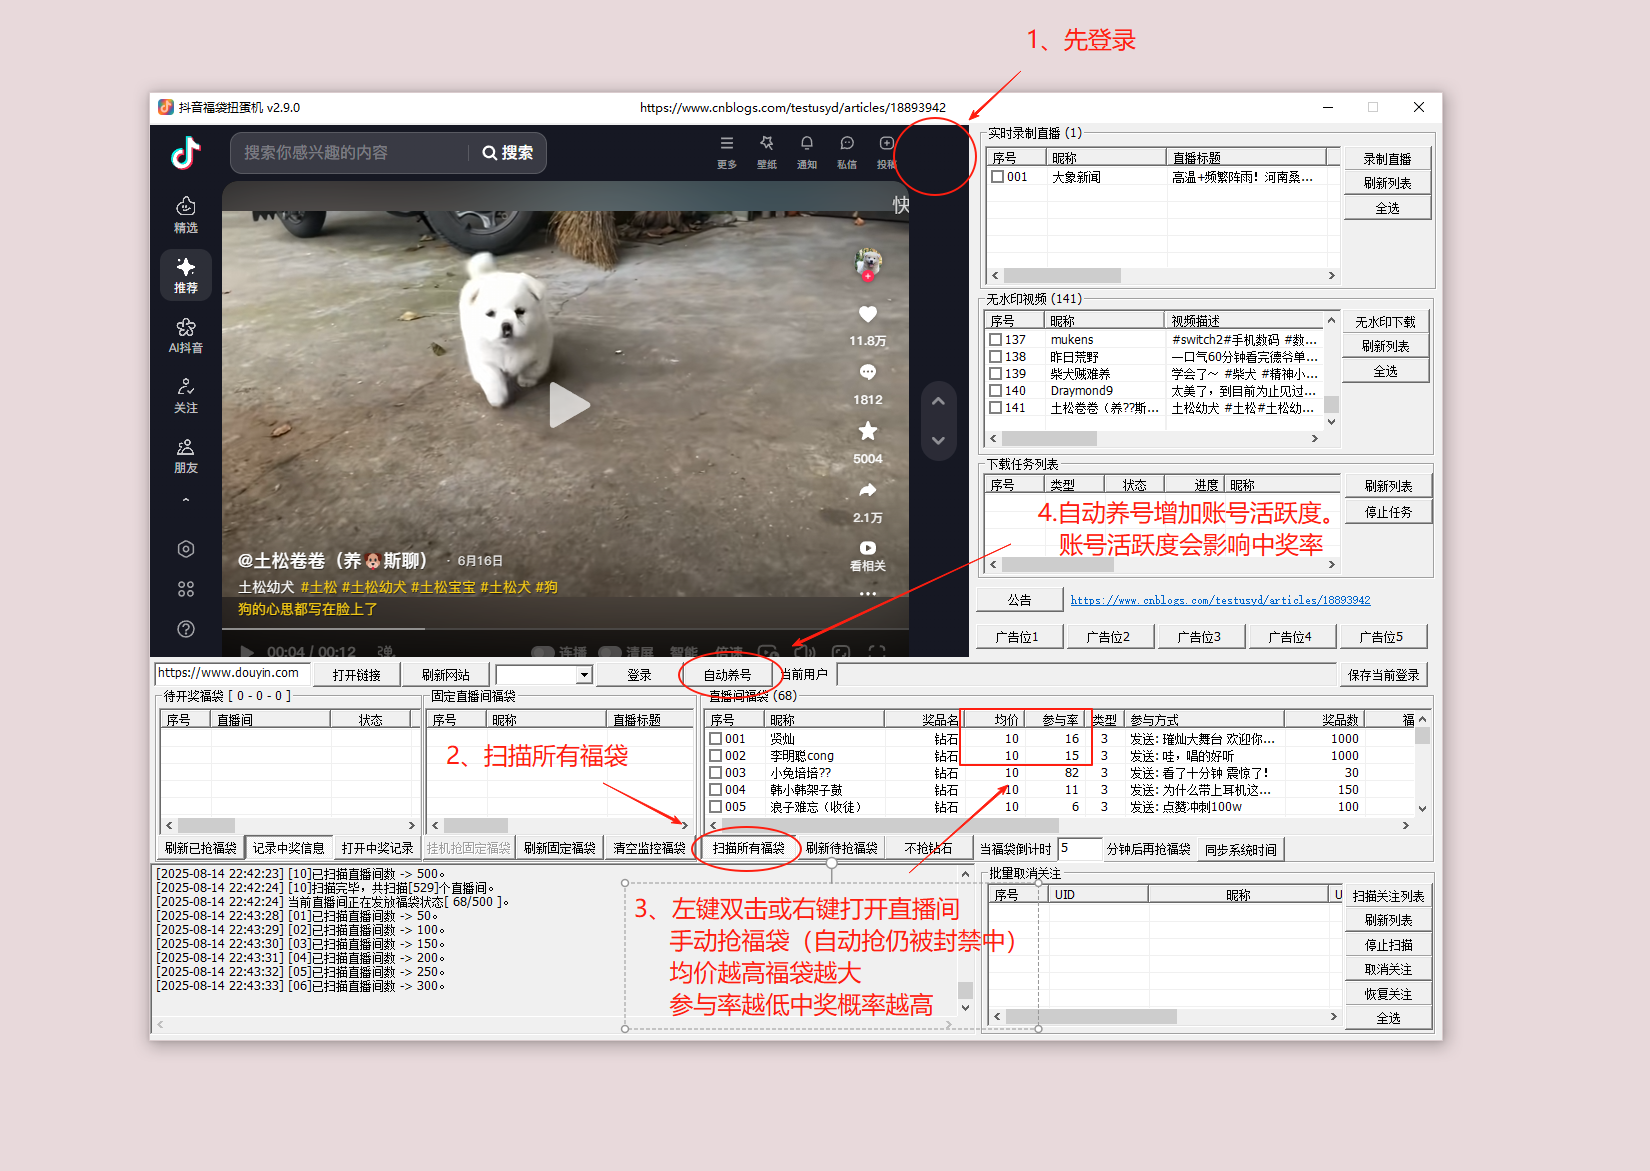 1、先登录
抖音福袋扭蛋机 v2.9.0
https://www.cnblogs.com/testusyd/articles/18893942
搜索你感兴趣的内容
搜索
更多
壁纸
通知
私信
投稿
快
精选
推荐
AI抖音
关注
朋友
11.8万
1812
5004
2.1万
看相关
@土松卷卷（养🐶斯聊） · 6月16日
土松幼犬 #土松 #土松幼犬 #土松宝宝 #土松犬 #狗
狗的心思都写在脸上了
00:04 / 00:12
弹
连播
清屏
智能
倍速
实时录制直播 (1)
序号 昵称 直播标题
001 大象新闻 高温+频繁阵雨！河南桑...
录制直播
刷新列表
全选
无水印视频 (141)
序号 昵称 视频描述
137 mukens #switch2#手机数码 #数...
138 昨日荒野 一口气60分钟看完德爷单...
139 柴犬贼难养 学会了～ #柴犬 #精神小...
140 Draymond9 太美了，到目前为止见过...
141 土松卷卷（养??斯... 土松幼犬 #土松#土松幼...
无水印下载
刷新列表
全选
下载任务列表
序号 类型 状态 进度 昵称
4.自动养号增加账号活跃度。
账号活跃度会影响中奖率
刷新列表
停止任务
公告
https://www.cnblogs.com/testusyd/articles/18893942
广告位1
广告位2
广告位3
广告位4
广告位5
https://www.douyin.com
打开链接
刷新网站
登录
自动养号
当前用户
保存当前登录
待开奖福袋 [ 0 - 0 - 0 ]
序号 直播间 状态
固定直播间福袋
序号 昵称 直播标题
2、扫描所有福袋
直播间福袋 (68)
序号 昵称 奖品名 均价 参与率 类型 参与方式 奖品数 福
001 贤灿 钻石 10 16 3 发送: 璀灿大舞台 欢迎你... 1000
002 李明聪cong 钻石 10 15 3 发送: 哇，唱的好听 1000
003 小兔培培?? 钻石 10 82 3 发送: 看了十分钟 震惊了！ 30
004 韩小韩架子鼓 钻石 10 11 3 发送: 为什么带上耳机这... 150
005 浪子难忘（收徒） 钻石 10 6 3 发送: 点赞冲刺100w 100
刷新已抢福袋
记录中奖信息
打开中奖记录
挂机抢固定福袋
刷新固定福袋
清空监控福袋
扫描所有福袋
刷新待抢福袋
不抢钻石
当福袋倒计时
5
分钟后再抢福袋
同步系统时间
[2025-08-14 22:42:23] [10]已扫描直播间数 -> 500。
[2025-08-14 22:42:24] [10]扫描完毕，共扫描[529]个直播间。
[2025-08-14 22:42:24] 当前直播间正在发放福袋状态[ 68/500 ]。
[2025-08-14 22:43:28] [01]已扫描直播间数 -> 50。
[2025-08-14 22:43:29] [02]已扫描直播间数 -> 100。
[2025-08-14 22:43:30] [03]已扫描直播间数 -> 150。
[2025-08-14 22:43:31] [04]已扫描直播间数 -> 200。
[2025-08-14 22:43:32] [05]已扫描直播间数 -> 250。
[2025-08-14 22:43:33] [06]已扫描直播间数 -> 300。
3、左键双击或右键打开直播间
手动抢福袋（自动抢仍被封禁中）
均价越高福袋越大
参与率越低中奖概率越高
批量取消关注
序号 UID 昵称 U
扫描关注列表
刷新列表
停止扫描
取消关注
恢复关注
全选